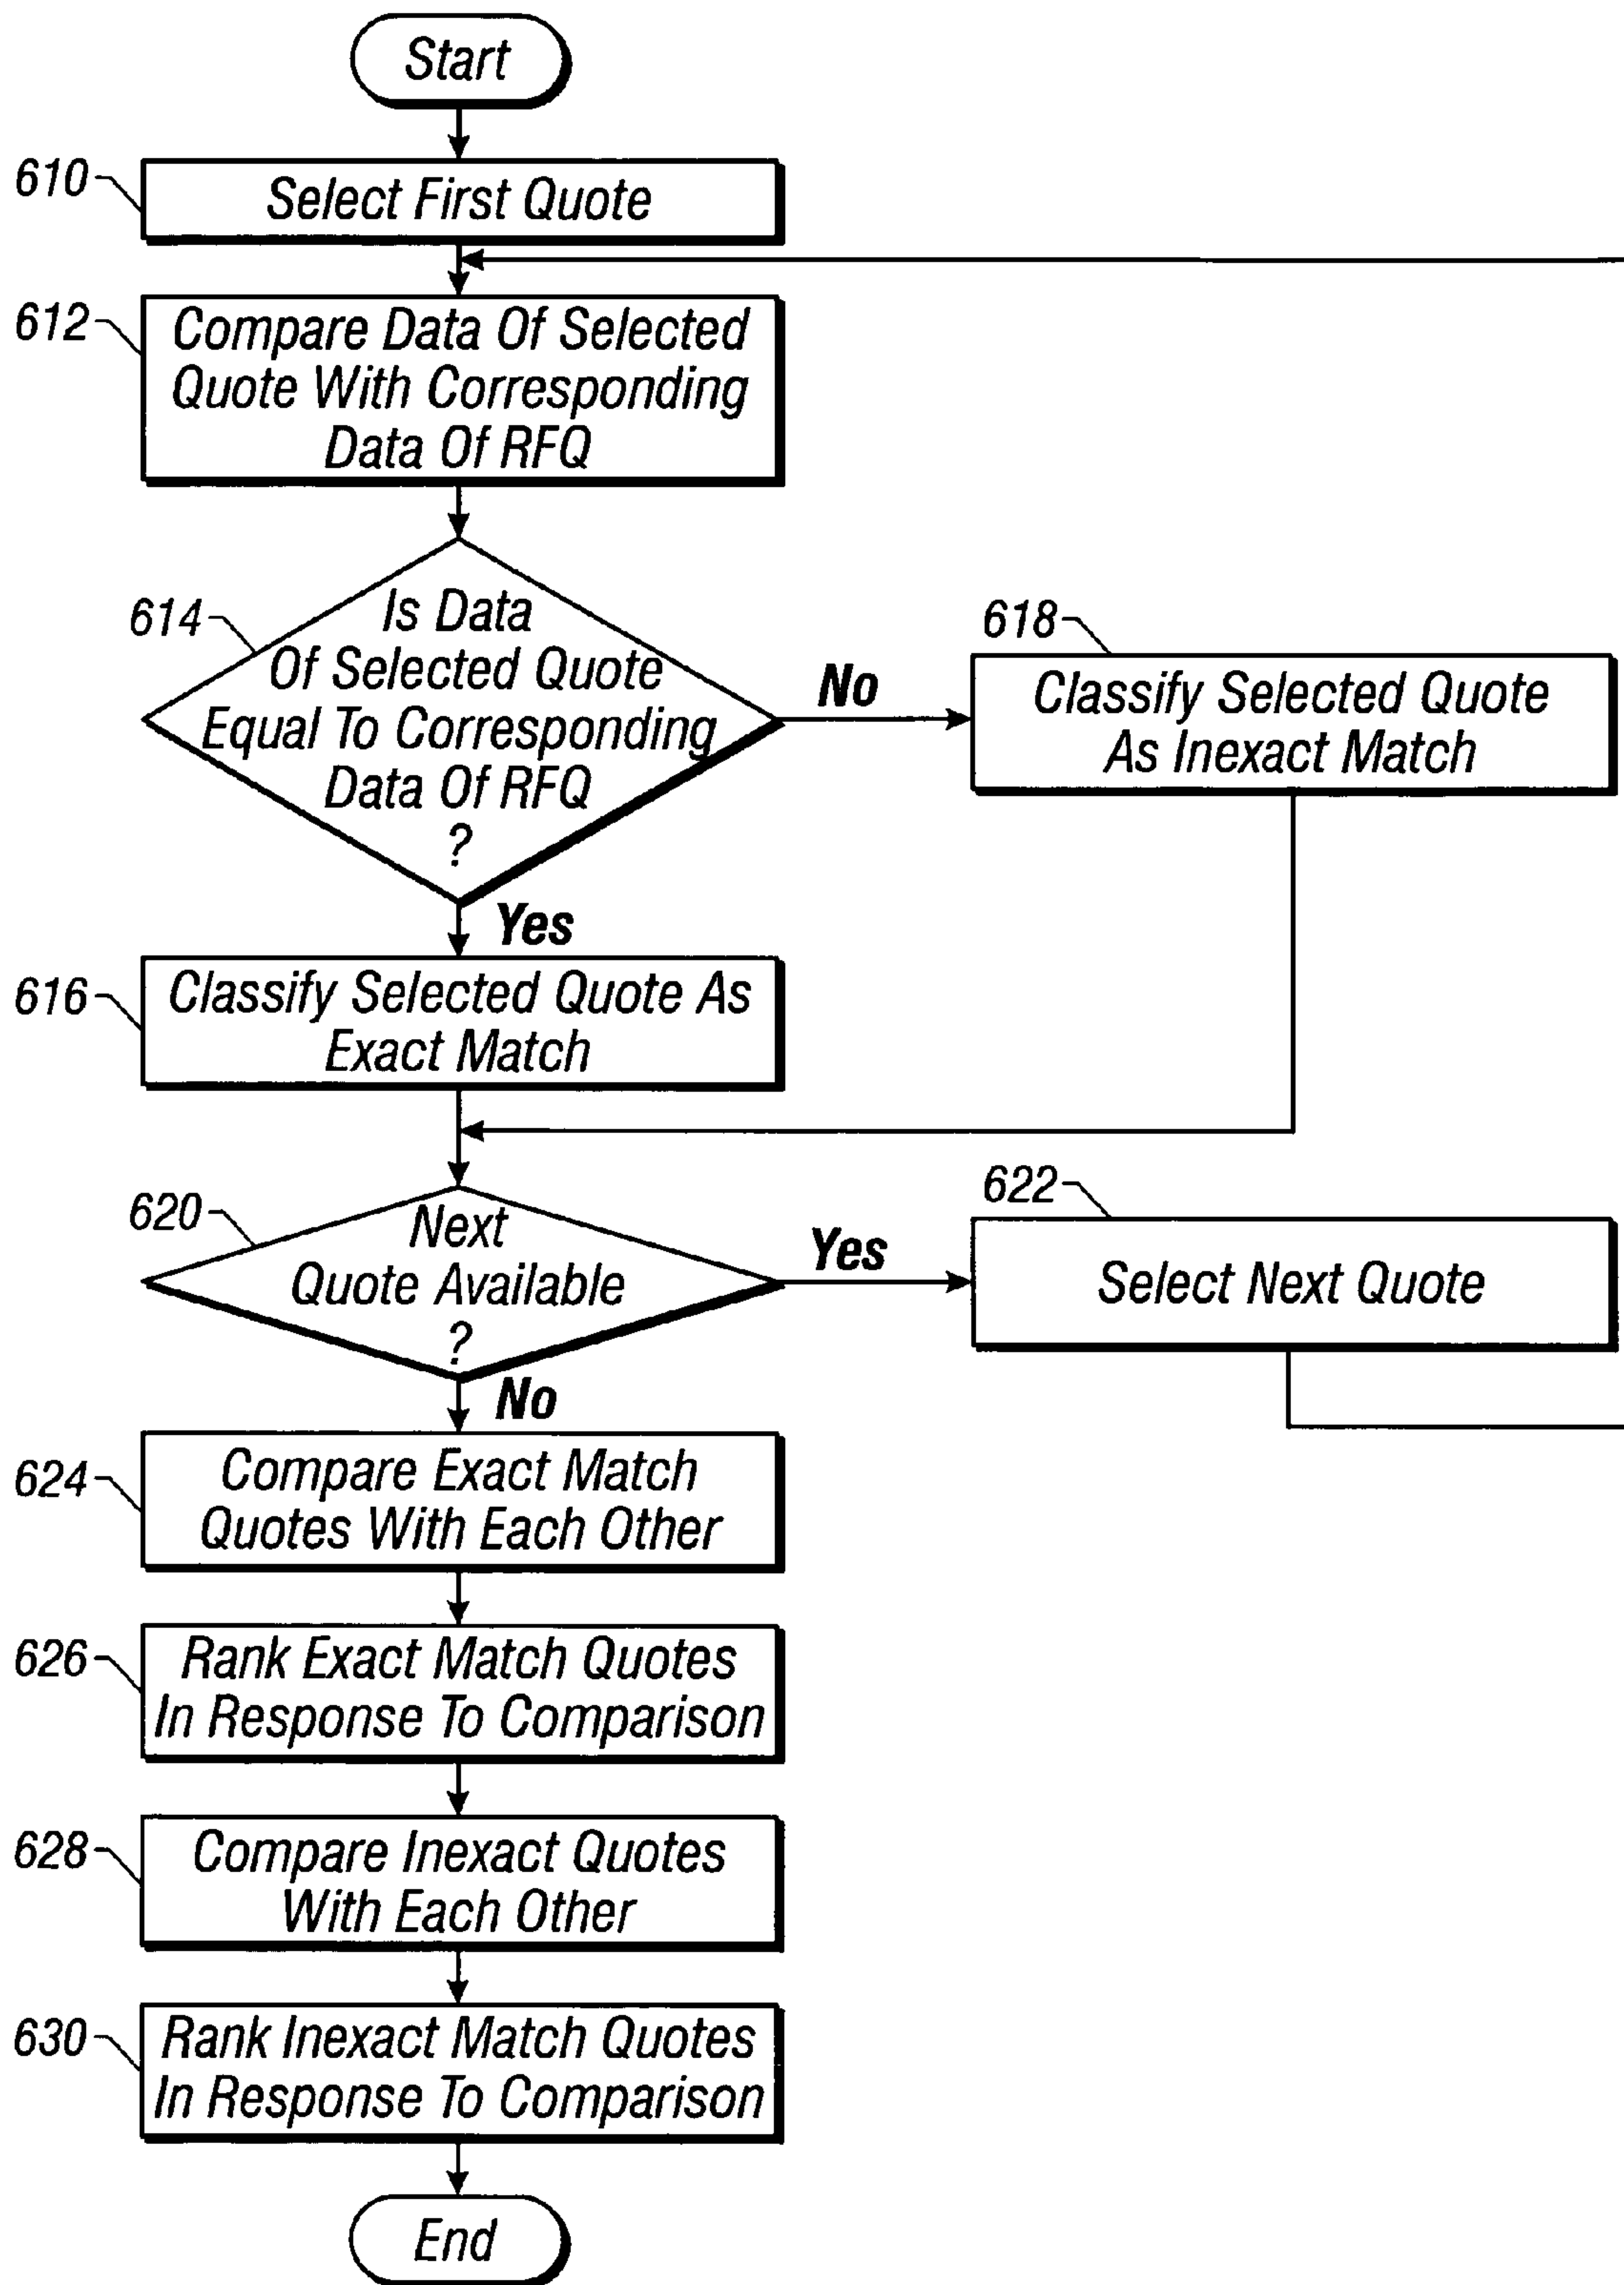 Start
610
Select First Quote
612
Compare Data Of Selected
Quote With Corresponding
Data Of RFQ
614
Is Data
Of Selected Quote
Equal To Corresponding
Data Of RFQ
?
No
618
Classify Selected Quote
As Inexact Match
Yes
616
Classify Selected Quote As
Exact Match
620
Next
Quote Available
?
Yes
622
Select Next Quote
No
624
Compare Exact Match
Quotes With Each Other
626
Rank Exact Match Quotes
In Response To Comparison
628
Compare Inexact Quotes
With Each Other
630
Rank Inexact Match Quotes
In Response To Comparison
End